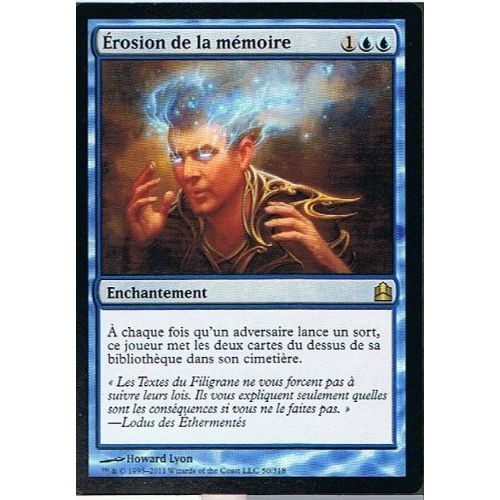 Érosion de la mémoire 1
Enchantement
À chaque fois qu'un adversaire lance un sort,
ce joueur met les deux cartes du dessus de sa
bibliothèque dans son cimetière.
« Les Textes du Filigrane ne vous forcent pas à
suivre leurs lois. Ils vous expliquent seulement quelles
sont les conséquences si vous ne le faites pas. »
—Lodus des Éthermentés
Howard Lyon
™ & © 1993–2011 Wizards of the Coast LLC 50/318